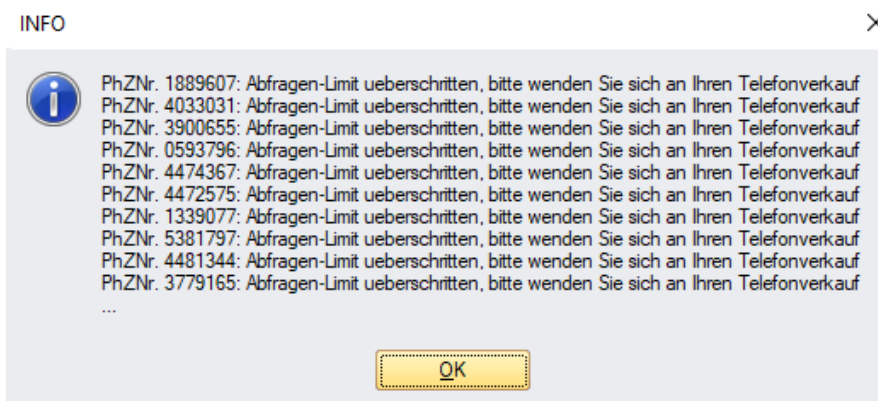 INFO
PhZNr. 1889607: Abfragen-Limit ueberschritten, bitte wenden Sie sich an Ihren Telefonverkauf
PhZNr. 4033031: Abfragen-Limit ueberschritten, bitte wenden Sie sich an Ihren Telefonverkauf
PhZNr. 3900655: Abfragen-Limit ueberschritten, bitte wenden Sie sich an Ihren Telefonverkauf
PhZNr. 0593796: Abfragen-Limit ueberschritten, bitte wenden Sie sich an Ihren Telefonverkauf
PhZNr. 4474367: Abfragen-Limit ueberschritten, bitte wenden Sie sich an Ihren Telefonverkauf
PhZNr. 4472575: Abfragen-Limit ueberschritten, bitte wenden Sie sich an Ihren Telefonverkauf
PhZNr. 1339077: Abfragen-Limit ueberschritten, bitte wenden Sie sich an Ihren Telefonverkauf
PhZNr. 5381797: Abfragen-Limit ueberschritten, bitte wenden Sie sich an Ihren Telefonverkauf
PhZNr. 4481344: Abfragen-Limit ueberschritten, bitte wenden Sie sich an Ihren Telefonverkauf
PhZNr. 3779165: Abfragen-Limit ueberschritten, bitte wenden Sie sich an Ihren Telefonverkauf
...
OK